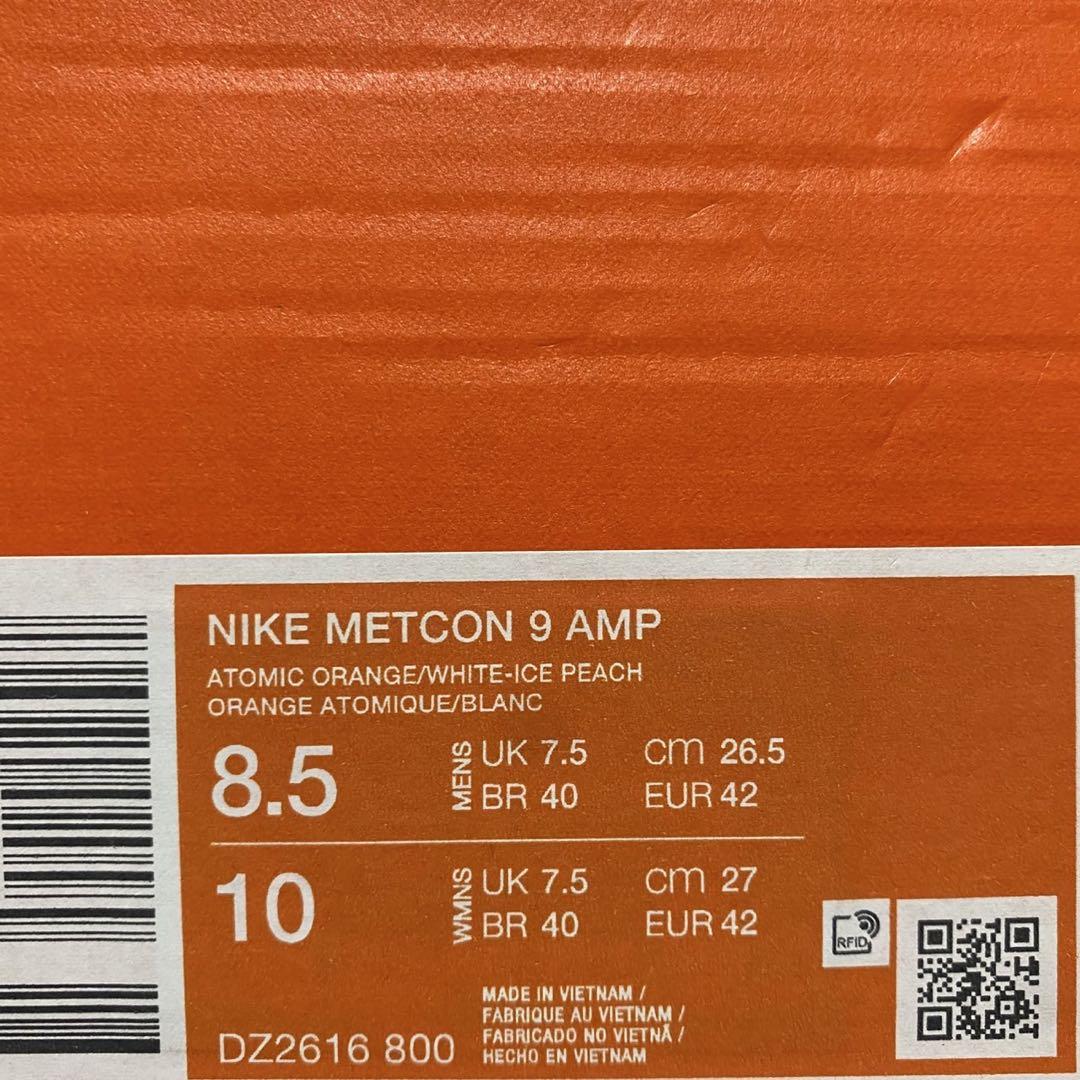 NIKE METCON 9 AMP
ATOMIC ORANGE/WHITE-ICE PEACH
ORANGE ATOMIQUE/BLANC
8.5 MENS UK 7.5 cm 26.5
BR 40 EUR 42
10 WMNS UK 7.5 cm 27
BR 40 EUR 42
RFID
MADE IN VIETNAM /
FABRIQUE AU VIETNAM /
FABRICADO NO VIETNÃ /
HECHO EN VIETNAM
DZ2616 800